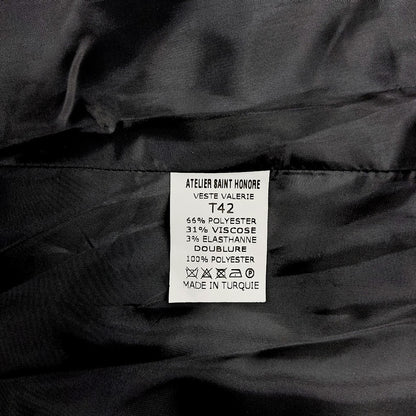 ATELIER SAINT HONORE
VESTE VALERIE
T42
66% POLYESTER
31% VISCOSE
3% ELASTHANNE
DOUBLURE
100% POLYESTER
MADE IN TURQUIE